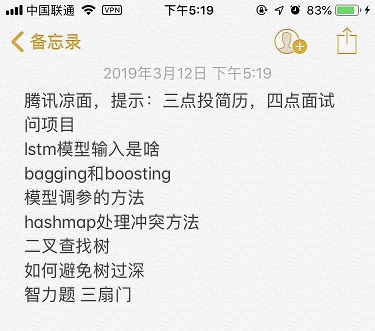 中国联通 VPN 下午5:19 83%
备忘录
2019年3月12日 下午5:19
腾讯凉面，提示：三点投简历，四点面试
问项目
lstm模型输入是啥
bagging和boosting
模型调参的方法
hashmap处理冲突方法
二叉查找树
如何避免树过深
智力题 三扇门